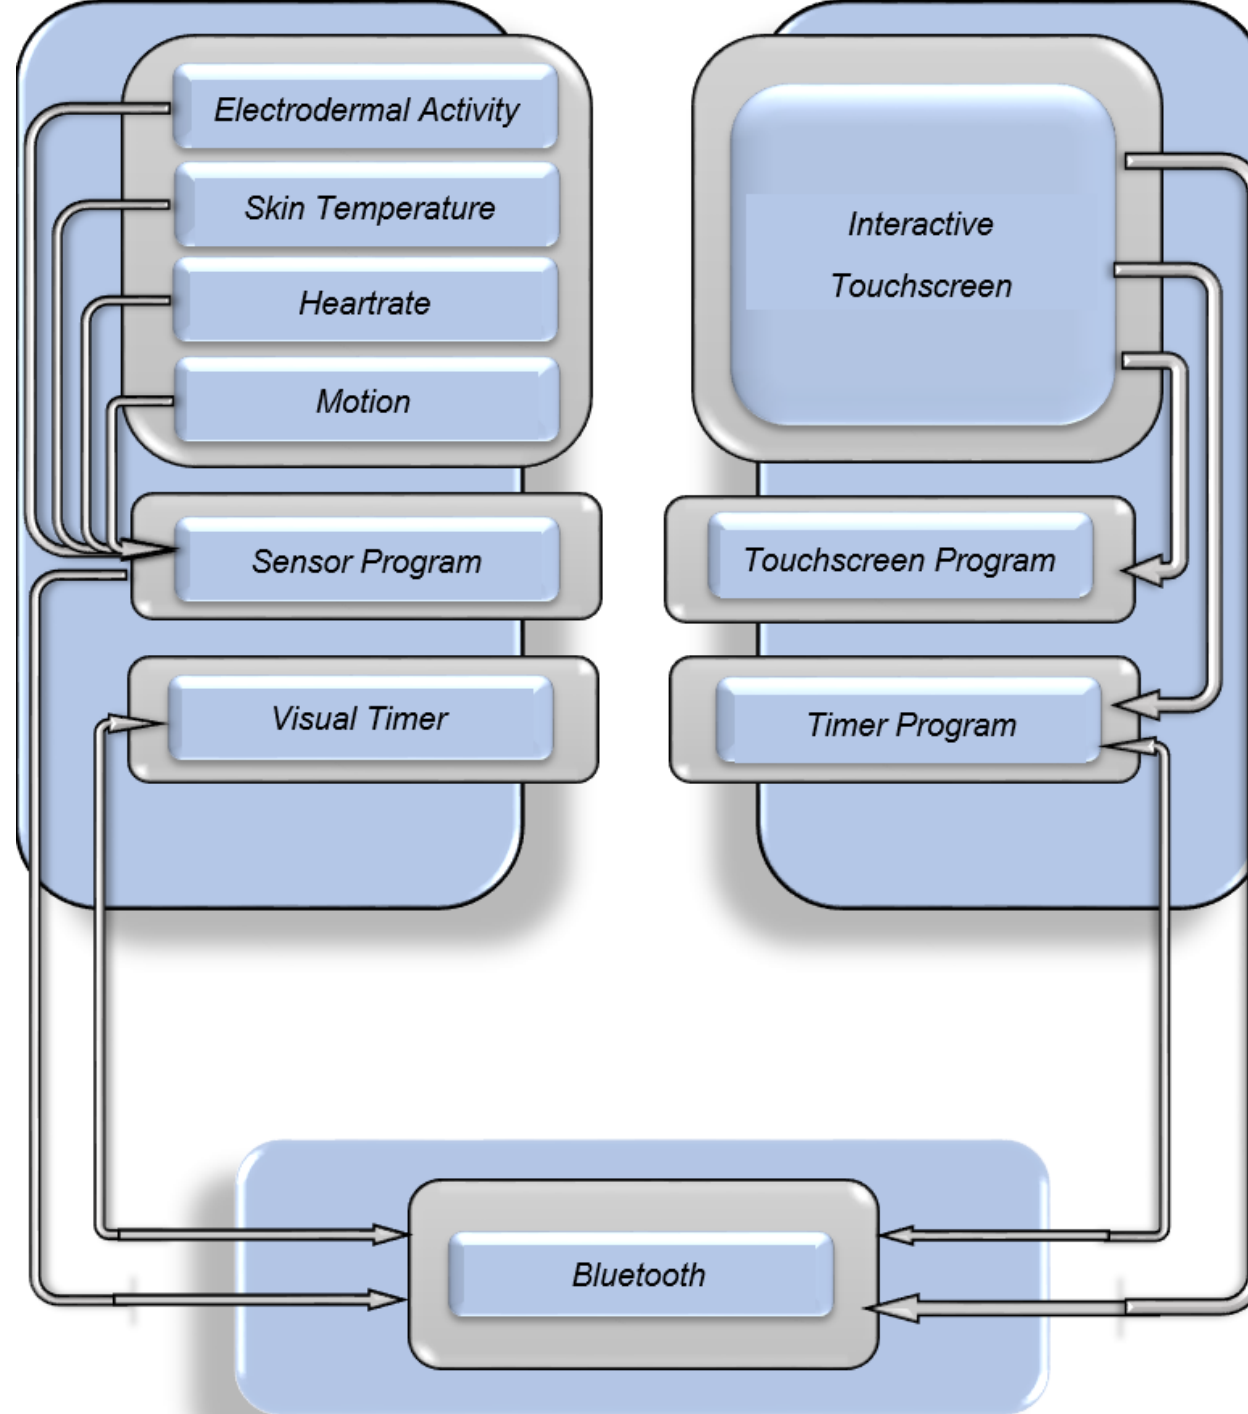 Electrodermal Activity
Skin Temperature
Heartrate
Motion
Sensor Program
Visual Timer
Interactive
Touchscreen
Touchscreen Program
Timer Program
Bluetooth